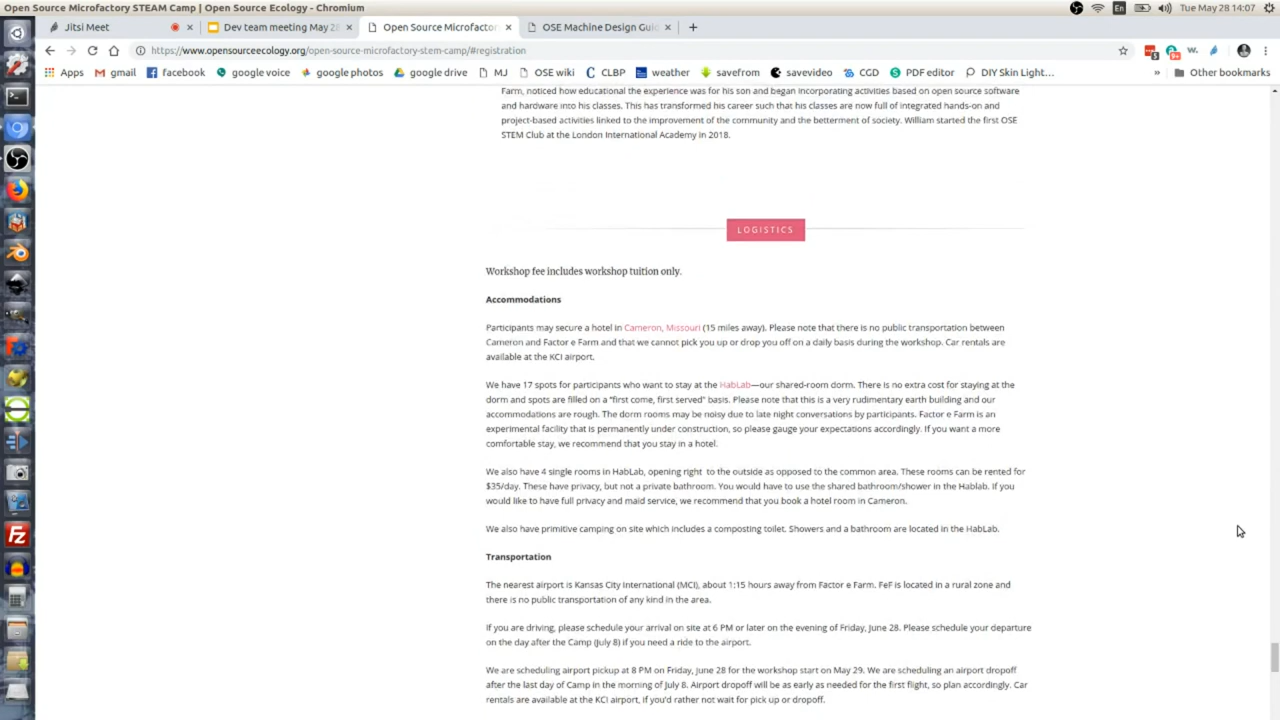 Open Source Microfactory STEAM Camp | Open Source Ecology - Chromium
En
Tue May 28 14:07
Jitsi Meet
Dev team meeting May 28
Open Source Microfactor
OSE Machine Design Guid
https://www.opensourceecology.org/open-source-microfactory-steam-camp/#registration
Apps
gmail
facebook
google voice
google photos
google drive
MJ
OSE wiki
CLBP
weather
savefrom
savevideo
CGD
PDF editor
DIY Skin Light...
»
Other bookmarks
Farm, noticed how educational the experience was for his son and began incorporating activities based on open source software
and hardware into his classes. This has transformed his career such that his classes are now full of integrated hands-on and
project-based activities linked to the improvement of the community and the betterment of society. William started the first OSE
STEM Club at the London International Academy in 2018.
LOGISTICS
Workshop fee includes workshop tuition only.
Accommodations
Participants may secure a hotel in Cameron, Missouri (15 miles away). Please note that there is no public transportation between
Cameron and Factor e Farm and that we cannot pick you up or drop you off on a daily basis during the workshop. Car rentals are
available at the KCI airport.
We have 17 spots for participants who want to stay at the HabLab—our shared-room dorm. There is no extra cost for staying at the
dorm and spots are filled on a "first come, first served" basis. Please note that this is a very rudimentary earth building and our
accommodations are rough. The dorm rooms may be noisy due to late night conversations by participants. Factor e Farm is an
experimental facility that is permanently under construction, so please gauge your expectations accordingly. If you want a more
comfortable stay, we recommend that you stay in a hotel.
We also have 4 single rooms in HabLab, opening right to the outside as opposed to the common area. These rooms can be rented for
$35/day. These have privacy, but not a private bathroom. You would have to use the shared bathroom/shower in the Hablab. If you
would like to have full privacy and maid service, we recommend that you book a hotel room in Cameron.
We also have primitive camping on site which includes a composting toilet. Showers and a bathroom are located in the HabLab.
Transportation
The nearest airport is Kansas City International (MCI), about 1:15 hours away from Factor e Farm. FeF is located in a rural zone and
there is no public transportation of any kind in the area.
If you are driving, please schedule your arrival on site at 6 PM or later on the evening of Friday, June 28. Please schedule your departure
on the day after the Camp (July 8) if you need a ride to the airport.
We are scheduling airport pickup at 8 PM on Friday, June 28 for the workshop start on May 29. We are scheduling an airport dropoff
after the last day of Camp in the morning of July 8. Airport dropoff will be as early as needed for the first flight, so plan accordingly. Car
rentals are available at the KCI airport, if you'd rather not wait for pick up or dropoff.